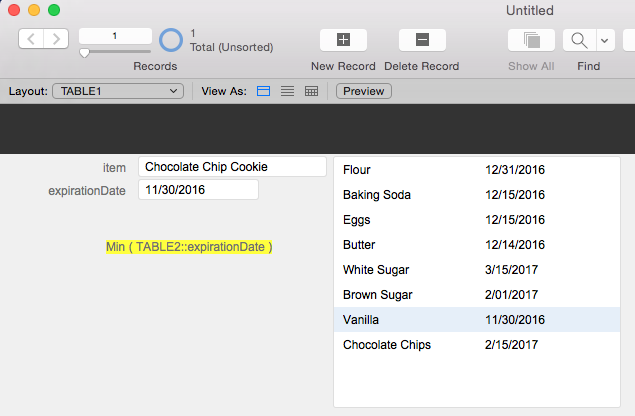 Untitled
1
1
Total (Unsorted)
Records
New Record
Delete Record
Show All
Find
Layout:
TABLE1
View As:
Preview
item
Chocolate Chip Cookie
expirationDate
11/30/2016
Min ( TABLE2::expirationDate )
Flour 12/31/2016
Baking Soda 12/15/2016
Eggs 12/15/2016
Butter 12/14/2016
White Sugar 3/15/2017
Brown Sugar 2/01/2017
Vanilla 11/30/2016
Chocolate Chips 2/15/2017